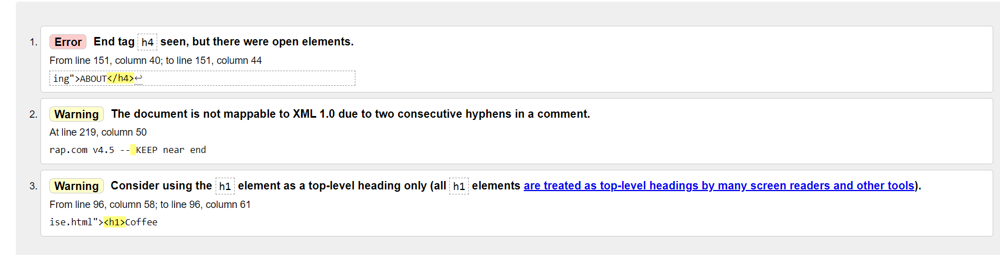 1. Error End tag h4 seen, but there were open elements.
From line 151, column 40; to line 151, column 44
ing">ABOUT</h4>↩
2. Warning The document is not mappable to XML 1.0 due to two consecutive hyphens in a comment.
At line 219, column 50
rap.com v4.5 -- KEEP near end
3. Warning Consider using the h1 element as a top-level heading only (all h1 elements are treated as top-level headings by many screen readers and other tools).
From line 96, column 58; to line 96, column 61
ise.html"><h1>Coffee